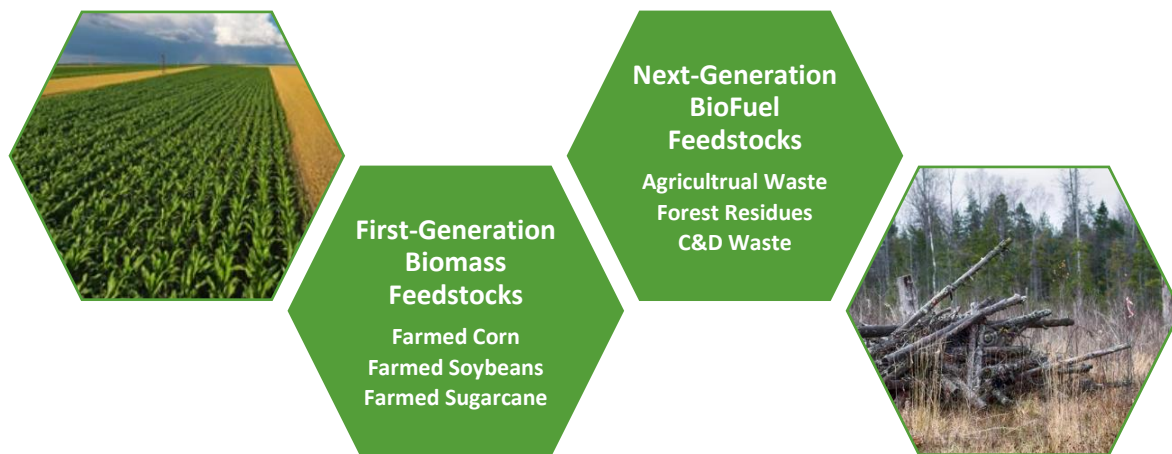 First-Generation
Biomass
Feedstocks
Farmed Corn
Farmed Soybeans
Farmed Sugarcane
Next-Generation
BioFuel
Feedstocks
Agricultrual Waste
Forest Residues
C&D Waste